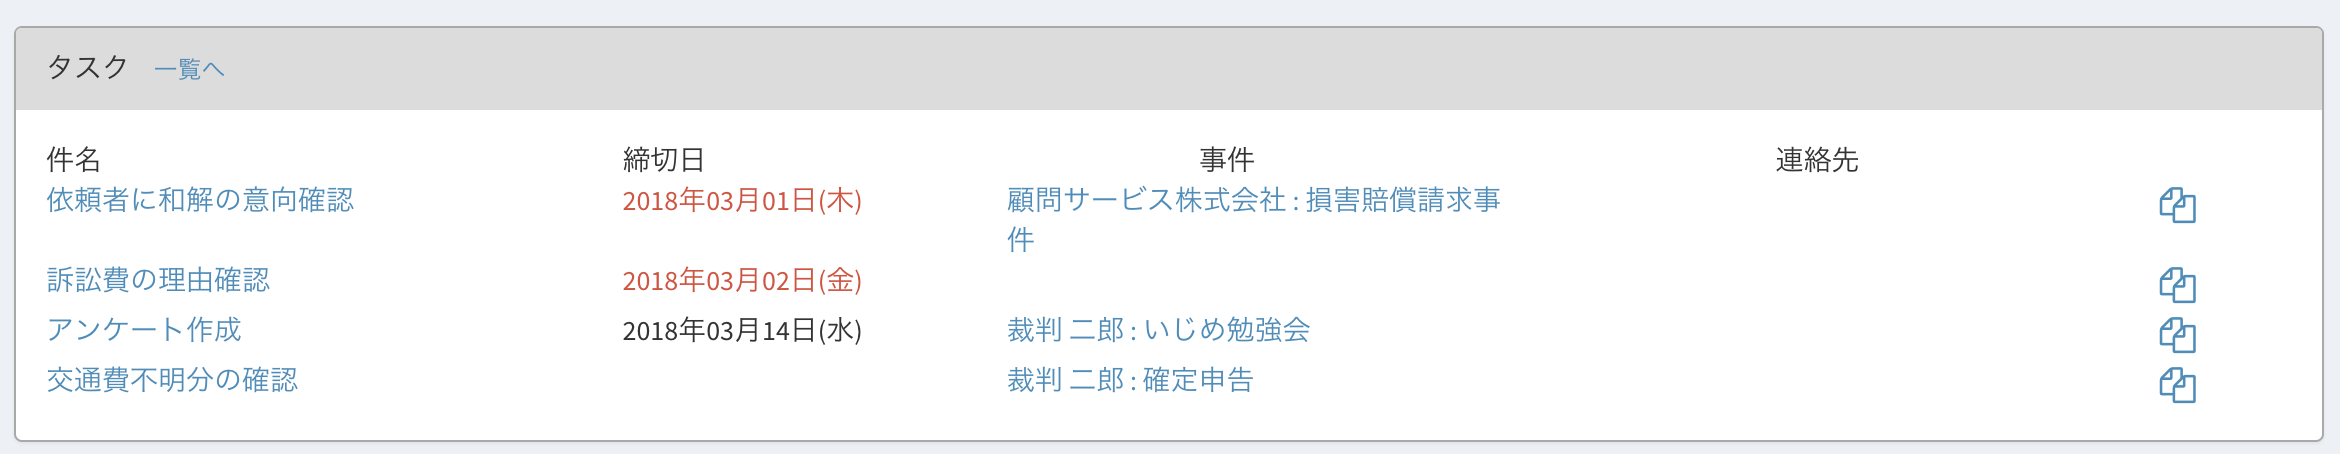 タスク 一覧へ
件名 締切日 事件 連絡先
依頼者に和解の意向確認 2018年03月01日(木) 顧問サービス株式会社 : 損害賠償請求事
件
訴訟費の理由確認 2018年03月02日(金)
アンケート作成 2018年03月14日(水) 裁判 二郎 : いじめ勉強会
交通費不明分の確認 裁判 二郎 : 確定申告